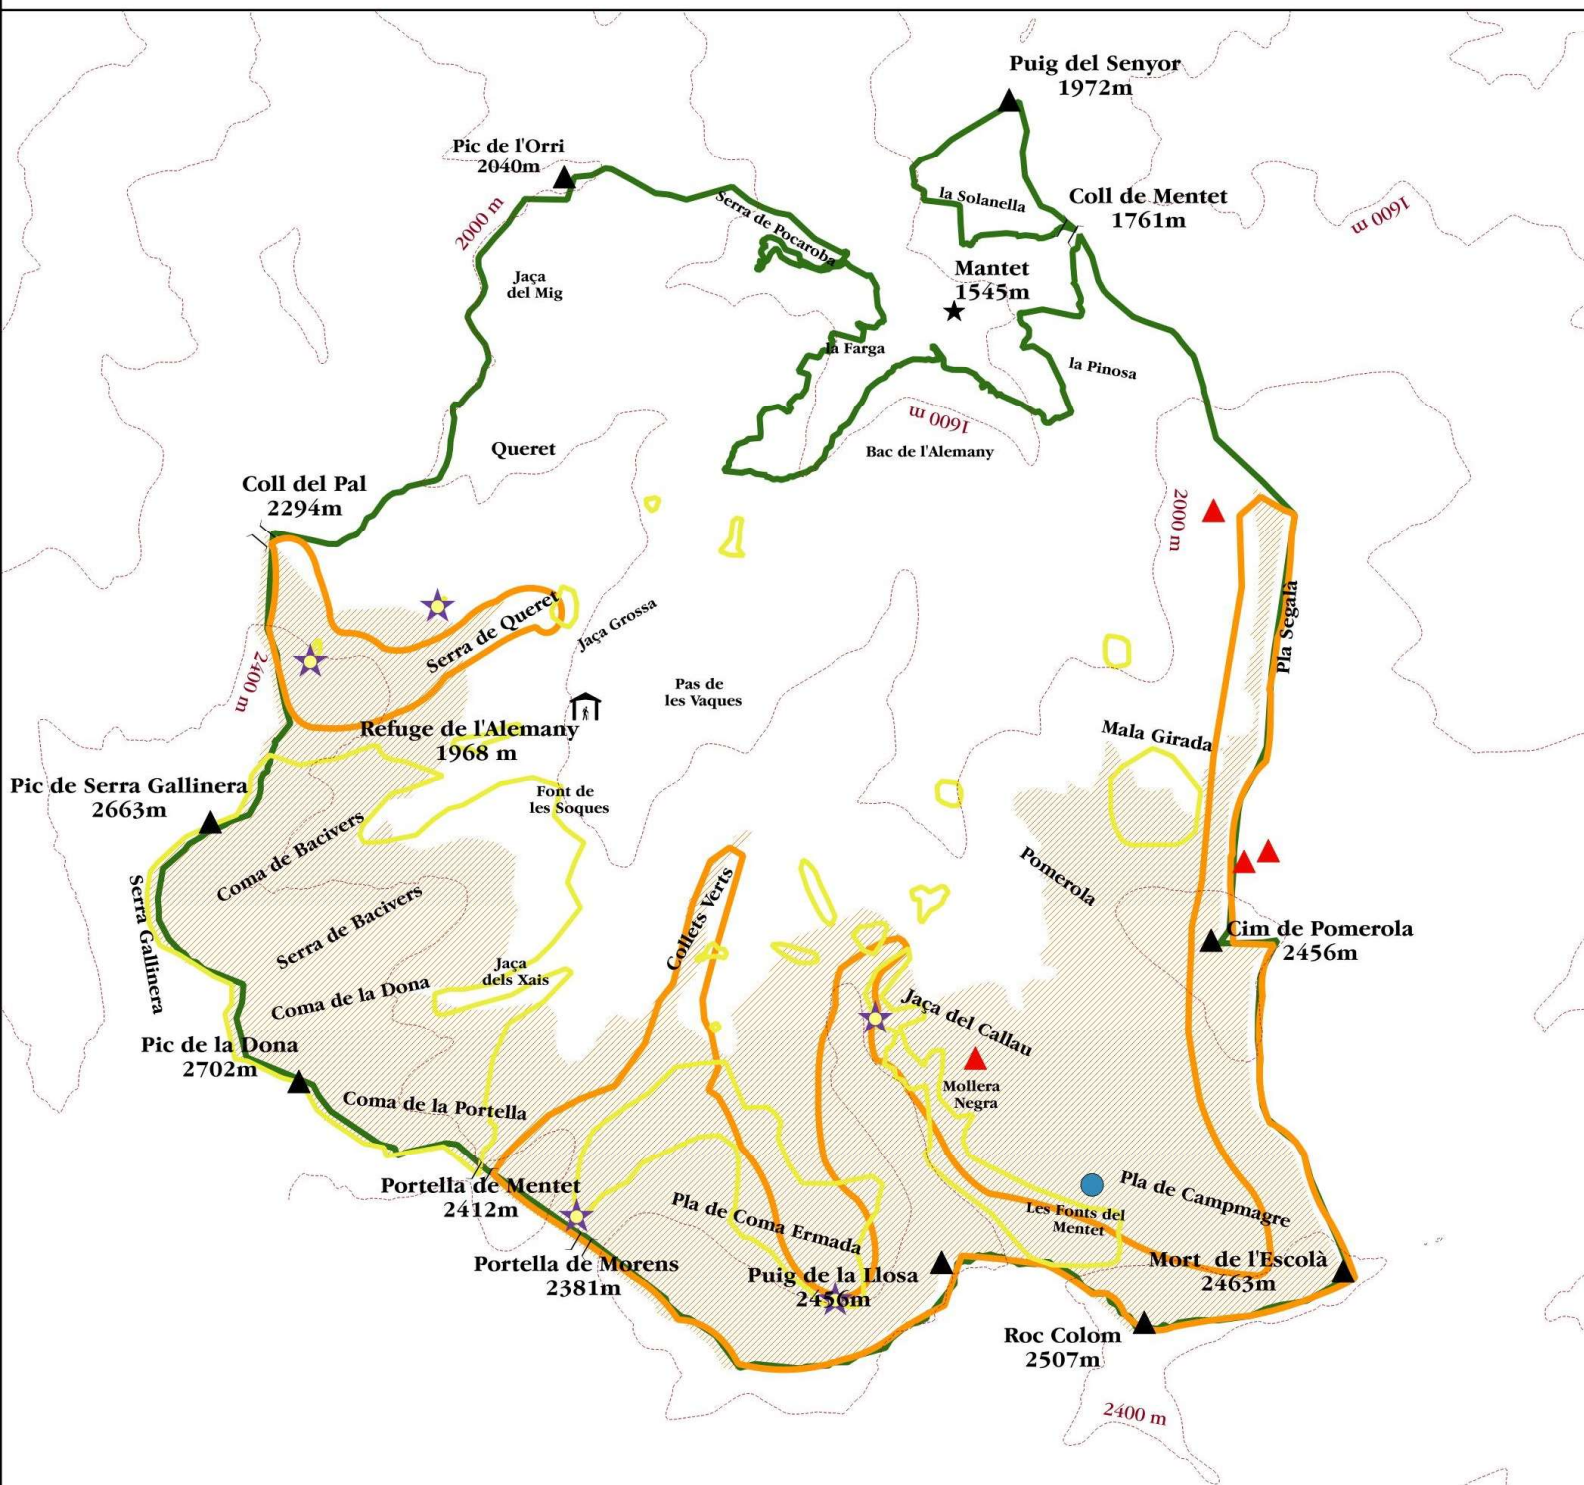 Puig del Senyor
1972m
Pic de l'Orri
2040m
la Solanella
Coll de Mentet
1761m
1600 m
2000 m
Serra de Pocaroba
Jaça
del Mig
Mantet
1545m
la Farga
la Pinosa
1600 m
Bac de l'Alemany
Queret
Coll del Pal
2294m
2000 m
Serra de Queret
Jaça Grossa
Pla Segalà
2400 m
Pas de
les Vaques
Refuge de l'Alemany
1968 m
Mala Girada
Pic de Serra Gallinera
2663m
Font de
les Soques
Coma de Bacivers
Pomerola
Serra Gallinera
Serra de Bacivers
Collets Verts
Cim de Pomerola
2456m
Jaça
dels Xais
Coma de la Dona
Jaça del Callau
Pic de la Dona
2702m
Mollera
Negra
Coma de la Portella
Portella de Mentet
2412m
Pla de Coma Ermada
Pla de Campmagre
Les Fonts del
Mentet
Portella de Morens
2381m
Puig de la Llosa
2456m
Mort de l'Escolà
2463m
Roc Colom
2507m
2400 m